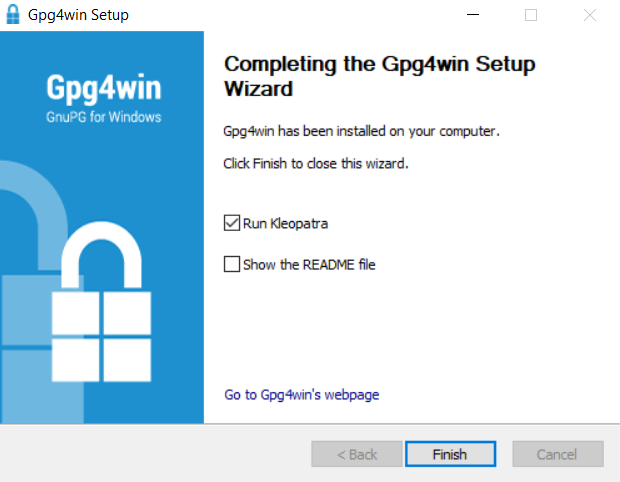 Gpg4win Setup
Gpg4win
GnuPG for Windows
Completing the Gpg4win Setup
Wizard
Gpg4win has been installed on your computer.
Click Finish to close this wizard.
Run Kleopatra
Show the README file
Go to Gpg4win's webpage
< Back
Finish
Cancel